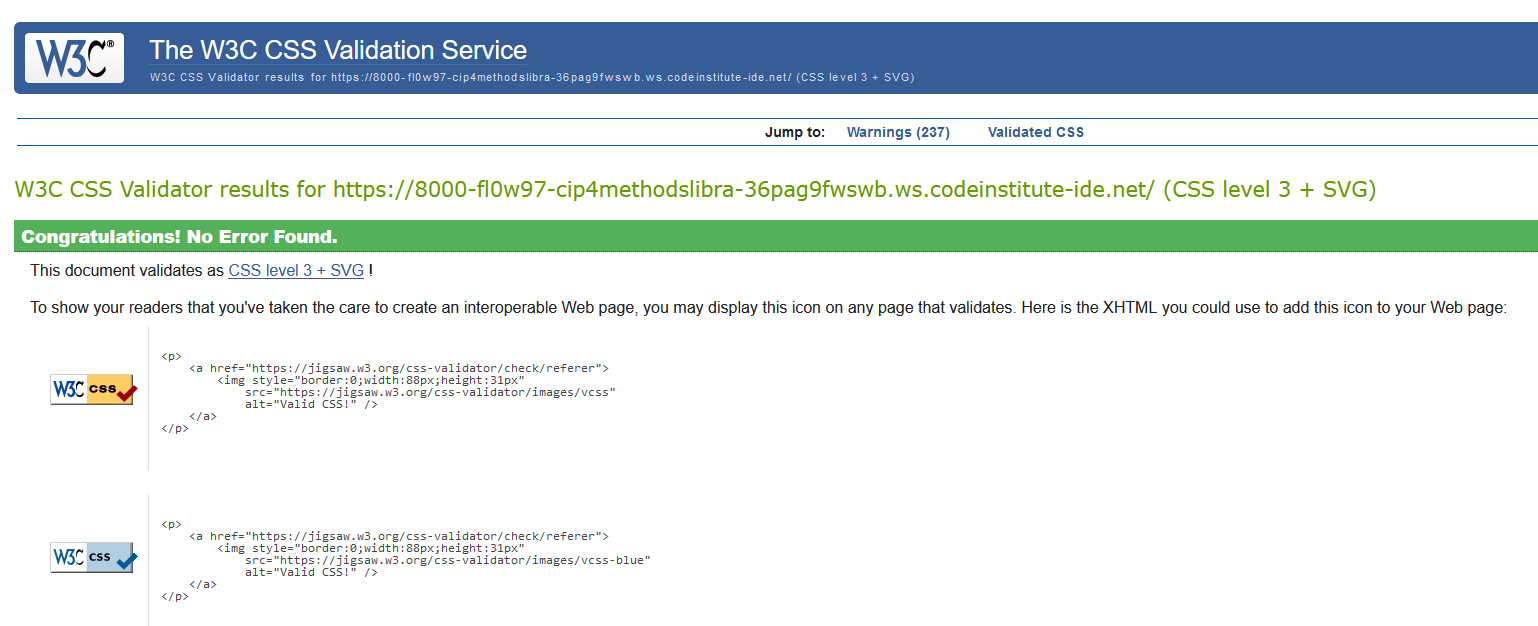 W3C®
The W3C CSS Validation Service
W3C CSS Validator results for https://8000-fl0w97-cip4methodslibra-36pag9fwswb.ws.codeinstitute-ide.net/ (CSS level 3 + SVG)
Jump to: Warnings (237) Validated CSS
W3C CSS Validator results for https://8000-fl0w97-cip4methodslibra-36pag9fwswb.ws.codeinstitute-ide.net/ (CSS level 3 + SVG)
Congratulations! No Error Found.
This document validates as CSS level 3 + SVG !
To show your readers that you've taken the care to create an interoperable Web page, you may display this icon on any page that validates. Here is the XHTML you could use to add this icon to your Web page:
W3C css
<p>
<a href="https://jigsaw.w3.org/css-validator/check/referer">
<img style="border:0;width:88px;height:31px"
src="https://jigsaw.w3.org/css-validator/images/vcss"
alt="Valid CSS!" />
</a>
</p>
W3C css
<p>
<a href="https://jigsaw.w3.org/css-validator/check/referer">
<img style="border:0;width:88px;height:31px"
src="https://jigsaw.w3.org/css-validator/images/vcss-blue"
alt="Valid CSS!" />
</a>
</p>